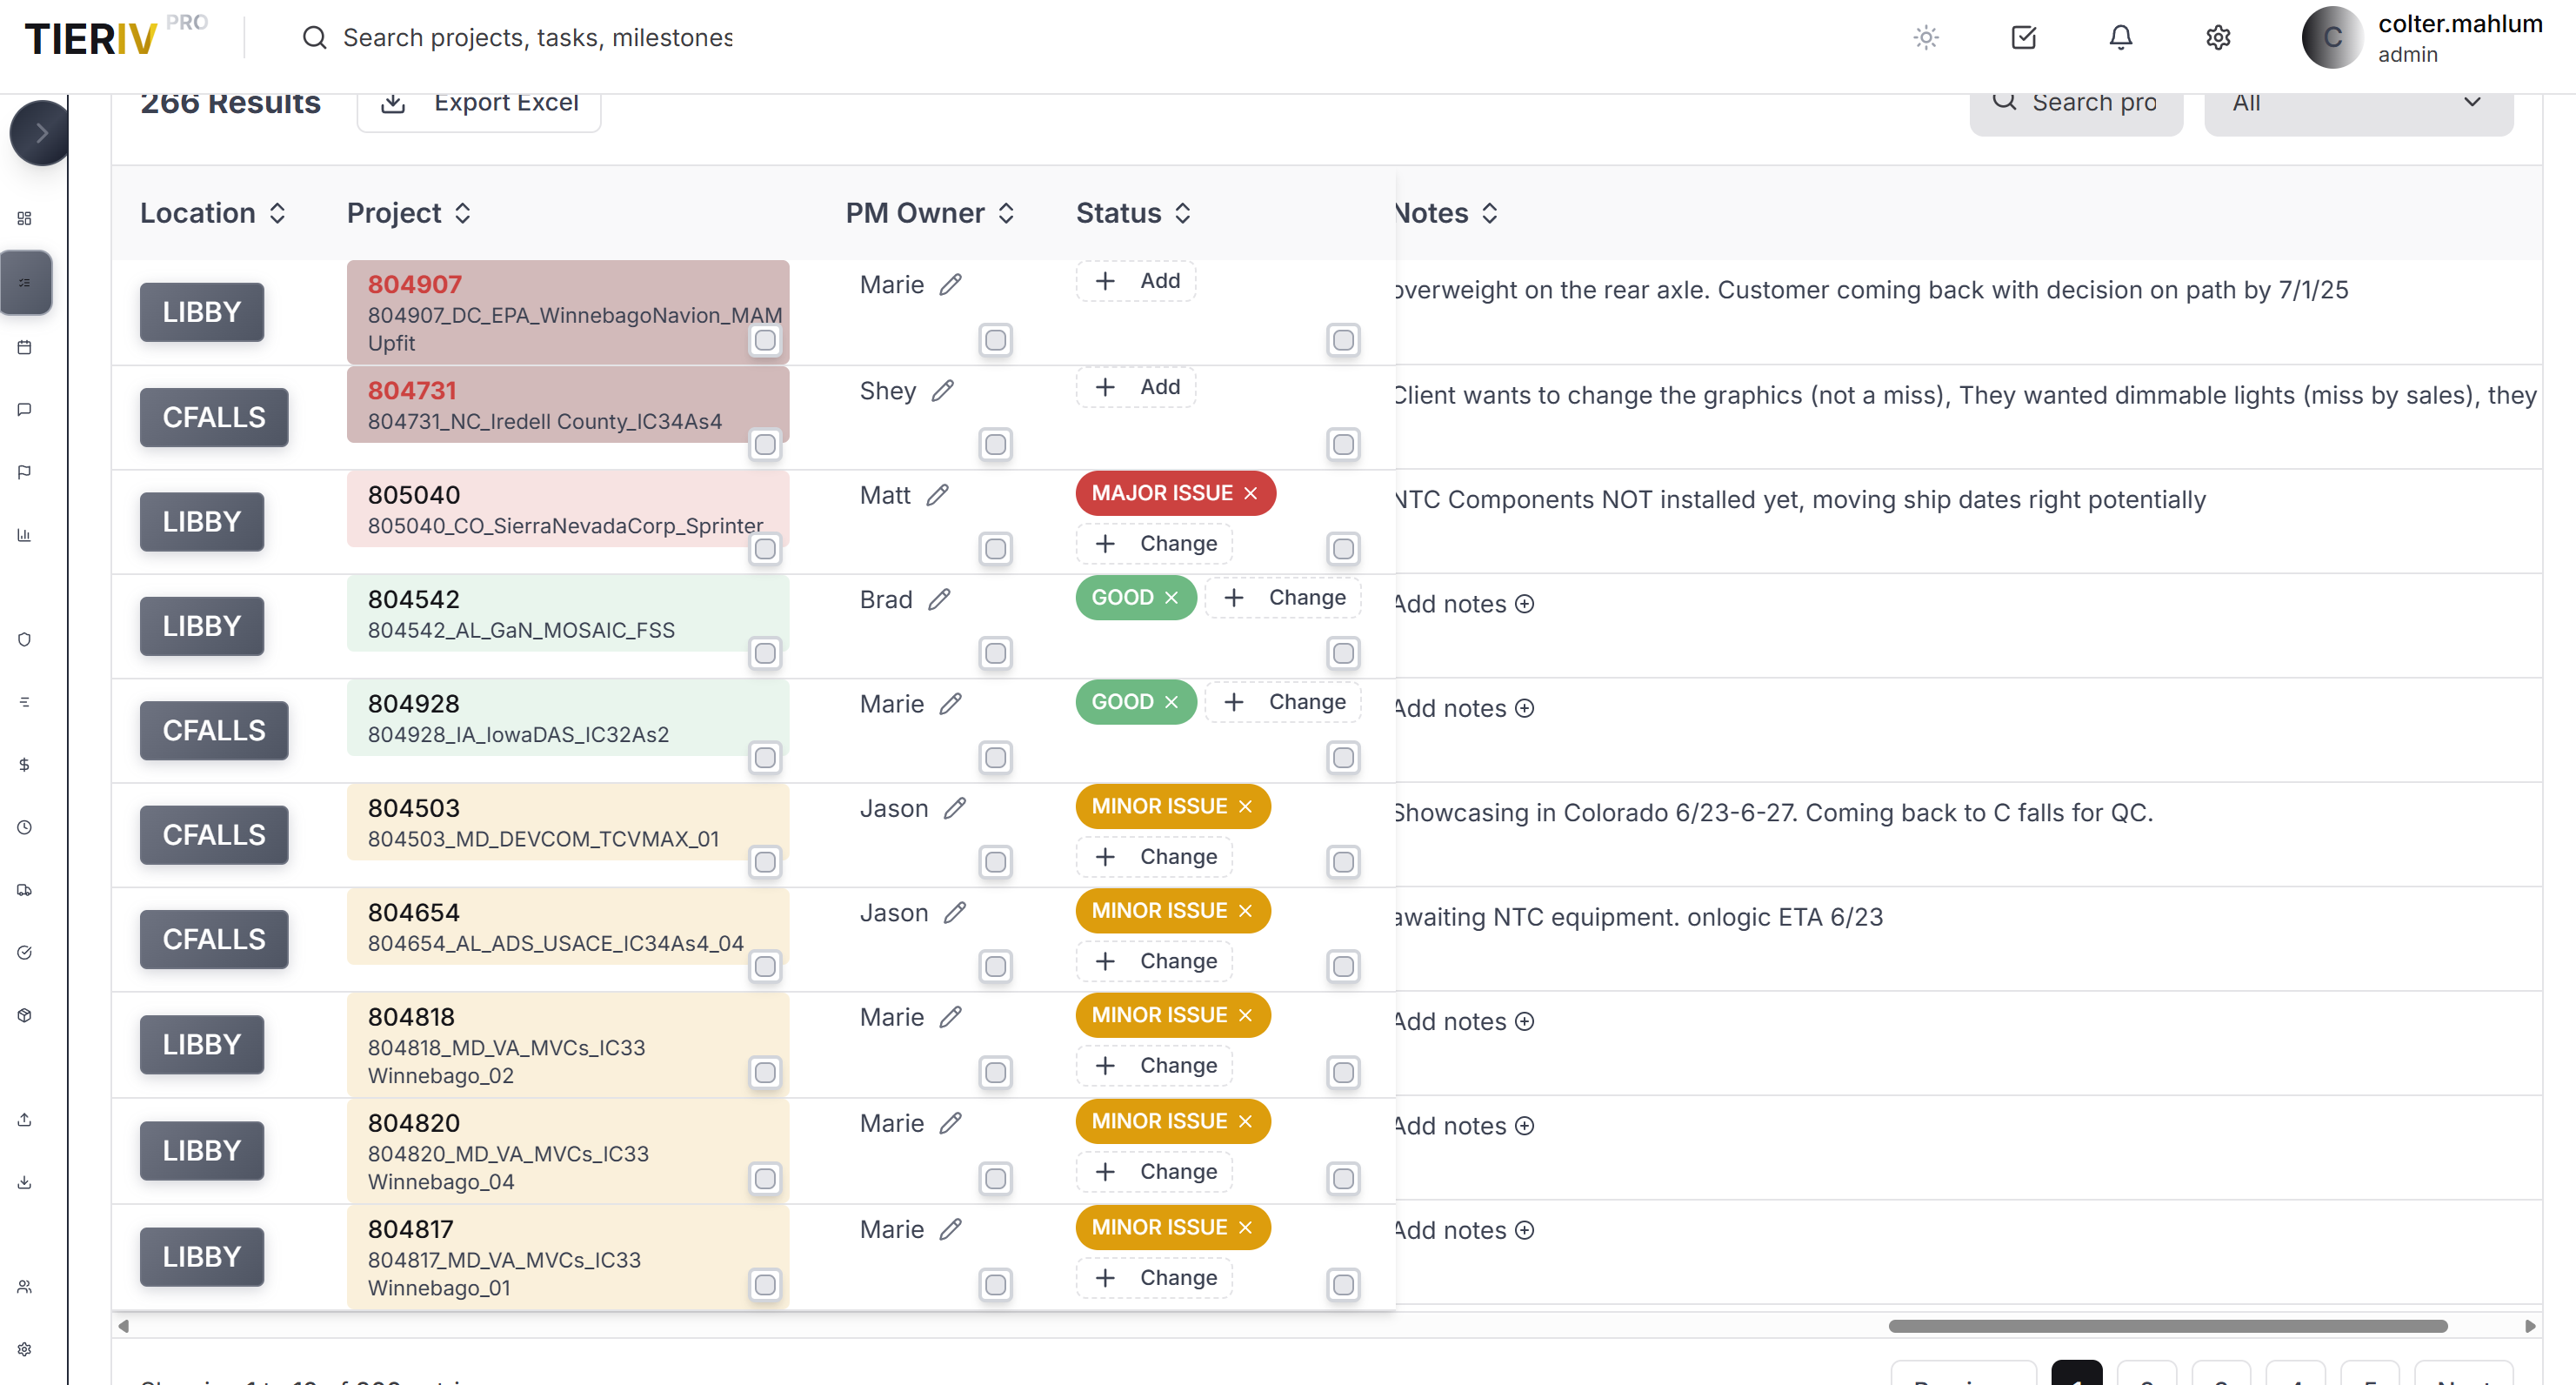 TIERIV PRO
Search projects, tasks, milestones
C
colter.mahlum
admin
266 Results
Export Excel
Search pro
All
Location
Project
PM Owner
Status
Notes
LIBBY
804907
804907_DC_EPA_WinnebagoNavion_MAM
Upfit
Marie
Add
overweight on the rear axle. Customer coming back with decision on path by 7/1/25
CFALLS
804731
804731_NC_Iredell County_IC34As4
Shey
Add
Client wants to change the graphics (not a miss), They wanted dimmable lights (miss by sales), they
LIBBY
805040
805040_CO_SierraNevadaCorp_Sprinter
Matt
MAJOR ISSUE
Change
NTC Components NOT installed yet, moving ship dates right potentially
LIBBY
804542
804542_AL_GaN_MOSAIC_FSS
Brad
GOOD
Change
Add notes
CFALLS
804928
804928_IA_IowaDAS_IC32As2
Marie
GOOD
Change
Add notes
CFALLS
804503
804503_MD_DEVCOM_TCVMAX_01
Jason
MINOR ISSUE
Change
Showcasing in Colorado 6/23-6-27. Coming back to C falls for QC.
CFALLS
804654
804654_AL_ADS_USACE_IC34As4_04
Jason
MINOR ISSUE
Change
awaiting NTC equipment. onlogic ETA 6/23
LIBBY
804818
804818_MD_VA_MVCs_IC33
Winnebago_02
Marie
MINOR ISSUE
Change
Add notes
LIBBY
804820
804820_MD_VA_MVCs_IC33
Winnebago_04
Marie
MINOR ISSUE
Change
Add notes
LIBBY
804817
804817_MD_VA_MVCs_IC33
Winnebago_01
Marie
MINOR ISSUE
Change
Add notes